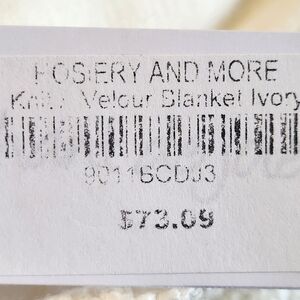 HOSIERY AND MORE
Knit / Velour Blanket Ivory
9011BCDJ3
$73.09